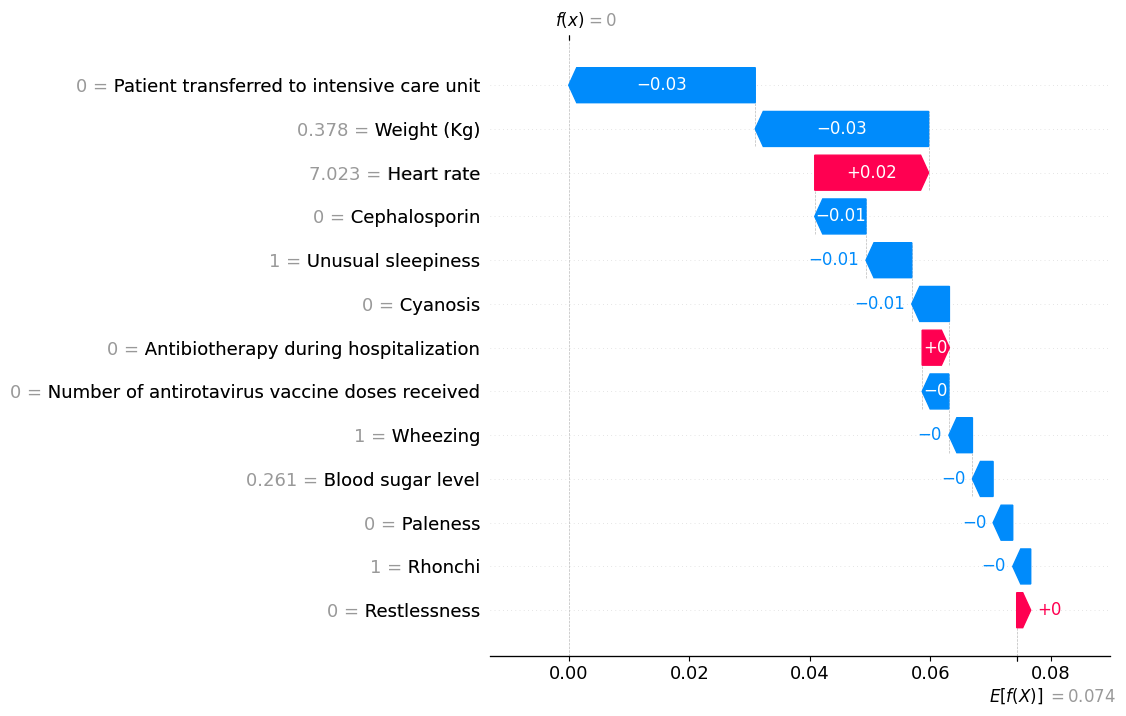 f(x) = 0
0 = Patient transferred to intensive care unit −0.03
0.378 = Weight (Kg) −0.03
7.023 = Heart rate +0.02
0 = Cephalosporin −0.01
1 = Unusual sleepiness −0.01
0 = Cyanosis −0.01
0 = Antibiotherapy during hospitalization +0
0 = Number of antirotavirus vaccine doses received −0
1 = Wheezing −0
0.261 = Blood sugar level −0
0 = Paleness −0
1 = Rhonchi −0
0 = Restlessness +0
0.00 0.02 0.04 0.06 0.08
E[f(X)] = 0.074